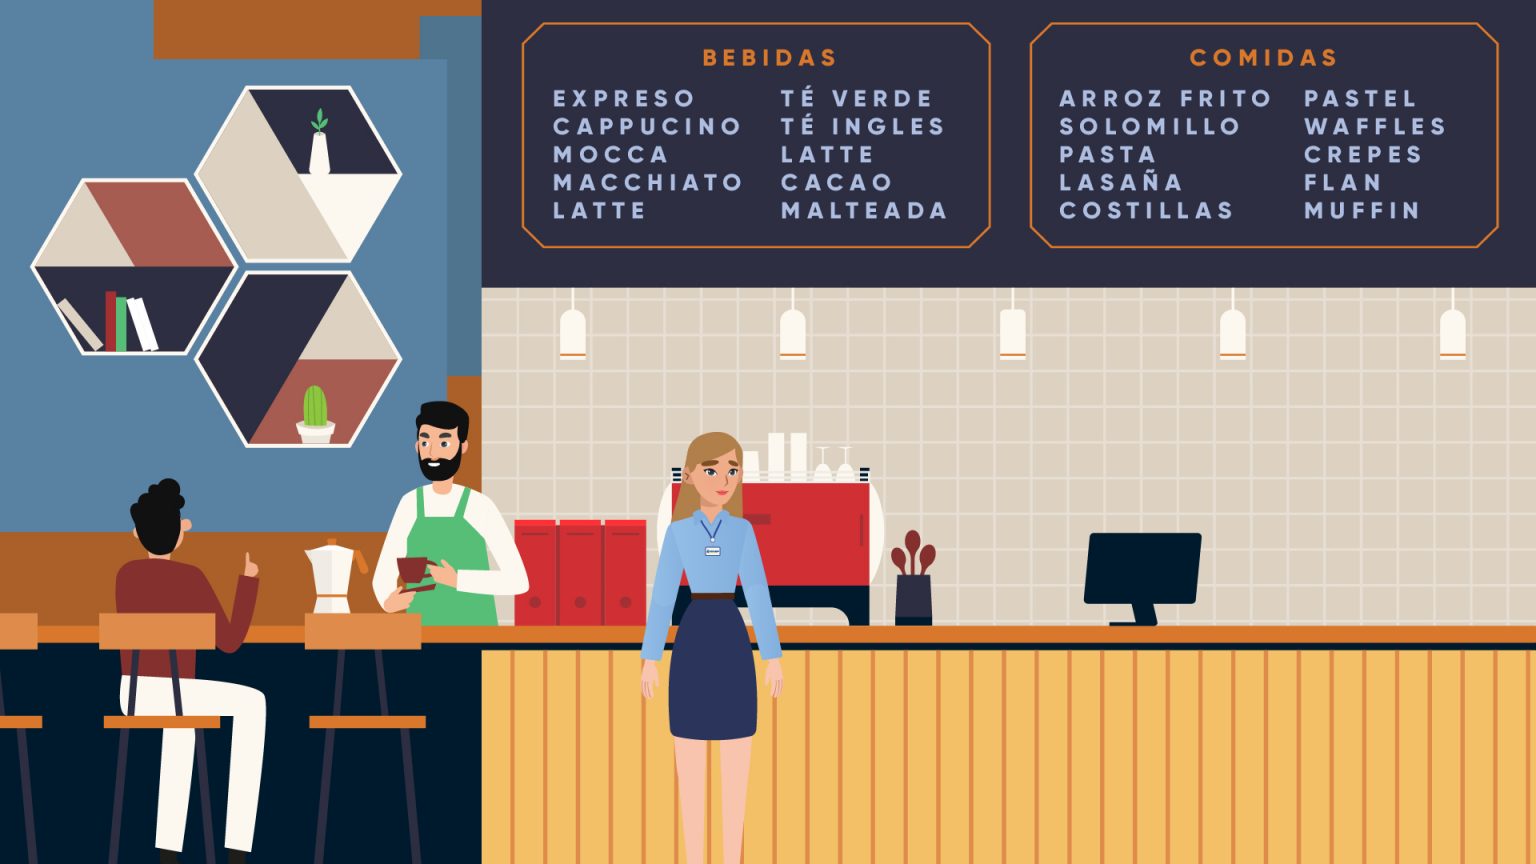 BEBIDAS
EXPRESO
CAPPUCINO
MOCCA
MACCHIATO
LATTE
TÉ VERDE
TÉ INGLES
LATTE
CACAO
MALTEADA
COMIDAS
ARROZ FRITO
SOLOMILLO
PASTA
LASAÑA
COSTILLAS
PASTEL
WAFFLES
CREPES
FLAN
MUFFIN